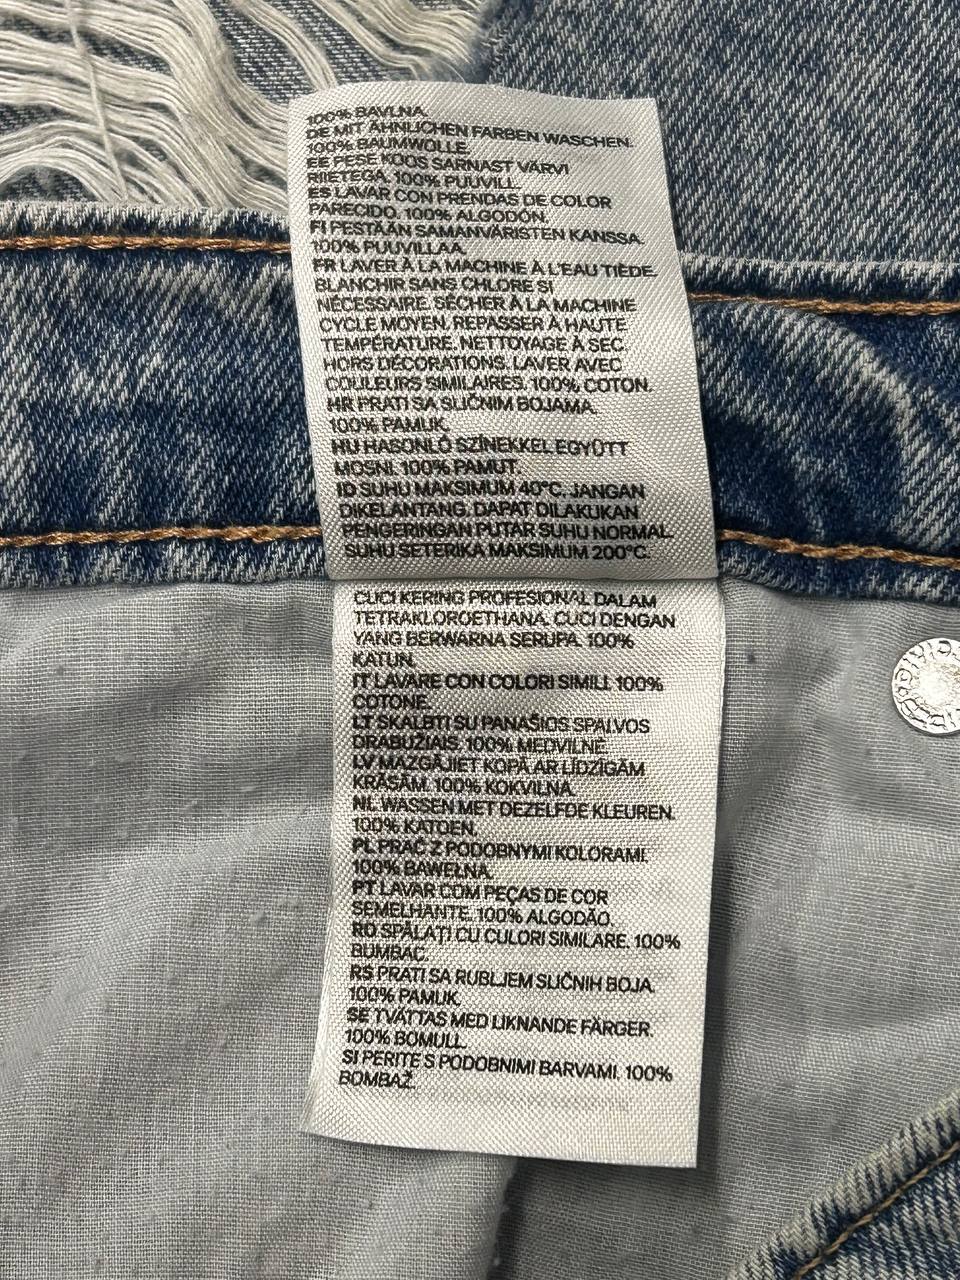 100% BAVLNA.
DE MIT ÄHNLICHEN FARBEN WASCHEN.
100% BAUMWOLLE.
EE PESE KOOS SARNAST VÄRVI
RIIETEGA. 100% PUUVILL.
ES LAVAR CON PRENDAS DE COLOR
PARECIDO. 100% ALGODÓN.
FI PESTÄÄN SAMANVÄRISTEN KANSSA.
100% PUUVILLAA.
FR LAVER À LA MACHINE À L'EAU TIÈDE.
BLANCHIR SANS CHLORE SI
NÉCESSAIRE. SÉCHER À LA MACHINE
CYCLE MOYEN. REPASSER À HAUTE
TEMPÉRATURE. NETTOYAGE À SEC
HORS DÉCORATIONS. LAVER AVEC
COULEURS SIMILAIRES. 100% COTON.
HR PRATI SA SLIČNIM BOJAMA.
100% PAMUK.
HU HASONLÓ SZÍNEKKEL EGYÜTT
MOSNI. 100% PAMUT.
ID SUHU MAKSIMUM 40°C. JANGAN
DIKELANTANG. DAPAT DILAKUKAN
PENGERINGAN PUTAR SUHU NORMAL.
SUHU SETERIKA MAKSIMUM 200°C.
CUCI KERING PROFESIONAL DALAM
TETRAKLOROETHANA. CUCI DENGAN
YANG BERWARNA SERUPA. 100%
KATUN.
IT LAVARE CON COLORI SIMILI. 100%
COTONE.
LT SKALBTI SU PANAŠIOS SPALVOS
DRABUŽIAIS. 100% MEDVILNĖ.
LV MAZGĀJIET KOPĀ AR LĪDZĪGĀM
KRĀSĀM. 100% KOKVILNA.
NL WASSEN MET DEZELFDE KLEUREN.
100% KATOEN.
PL PRAĆ Z PODOBNYMI KOLORAMI.
100% BAWEŁNA.
PT LAVAR COM PEÇAS DE COR
SEMELHANTE. 100% ALGODÃO.
RO SPĂLAȚI CU CULORI SIMILARE. 100%
BUMBAC.
RS PRATI SA RUBLJEM SLIČNIH BOJA.
100% PAMUK.
SE TVÄTTAS MED LIKNANDE FÄRGER.
100% BOMULL.
SI PERITE S PODOBNIMI BARVAMI. 100%
BOMBAŽ.